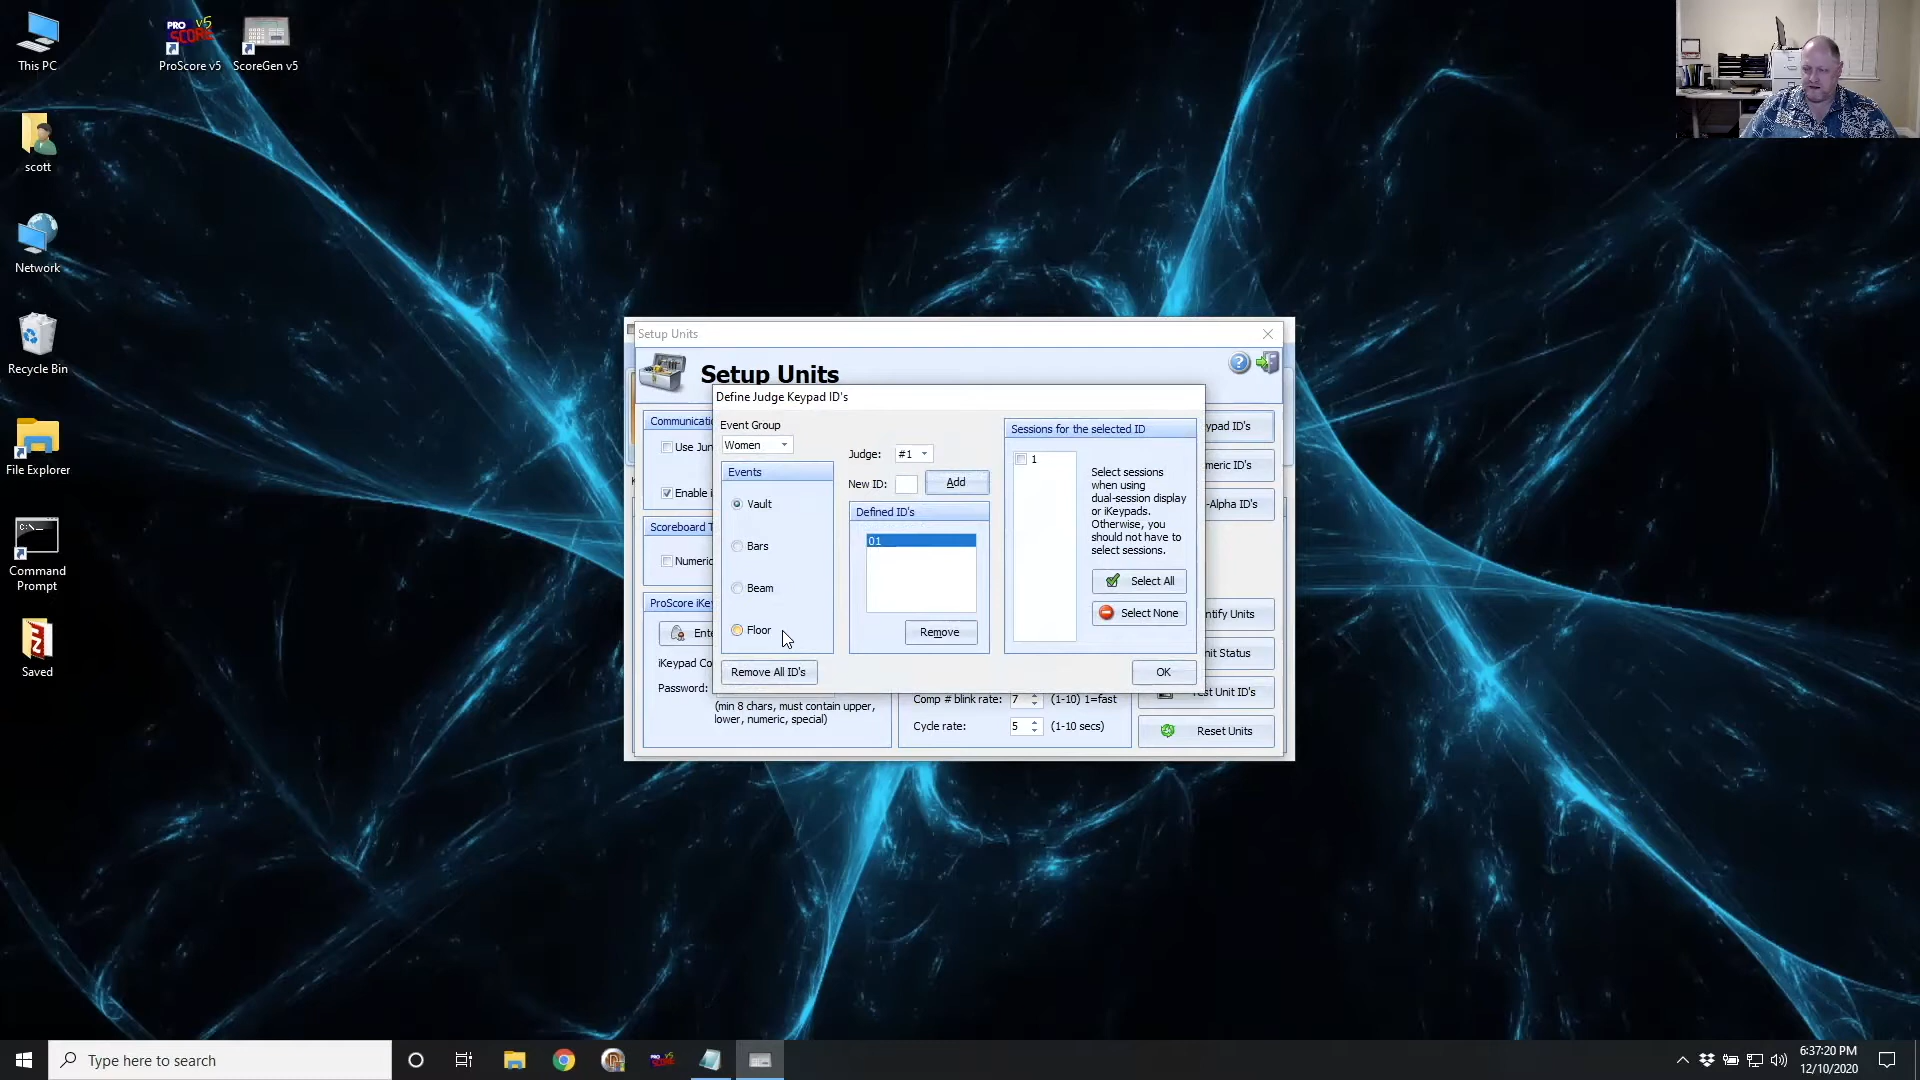 This PC
ProScore v5
ScoreGen v5
scott
Network
Recycle Bin
File Explorer
Command
Prompt
Saved
Setup Units
Setup Units
Communicatio
Use Jun
Enable i
Scoreboard T
Numeric
ProScore iKey
Ente
iKeypad Co
Password:
(min 8 chars, must contain upper,
lower, numeric, special)
Define Judge Keypad ID's
Event Group
Women
Events
Vault
Bars
Beam
Floor
Remove All ID's
Judge: #1
New ID: Add
Defined ID's
01
Remove
Sessions for the selected ID
1
Select sessions
when using
dual-session display
or iKeypads.
Otherwise, you
should not have to
select sessions.
Select All
Select None
OK
Comp # blink rate: 7 (1-10) 1=fast
Cycle rate: 5 (1-10 secs)
ypad ID's
meric ID's
-Alpha ID's
ntify Units
nit Status
est Unit ID's
Reset Units
Type here to search
6:37:20 PM
12/10/2020